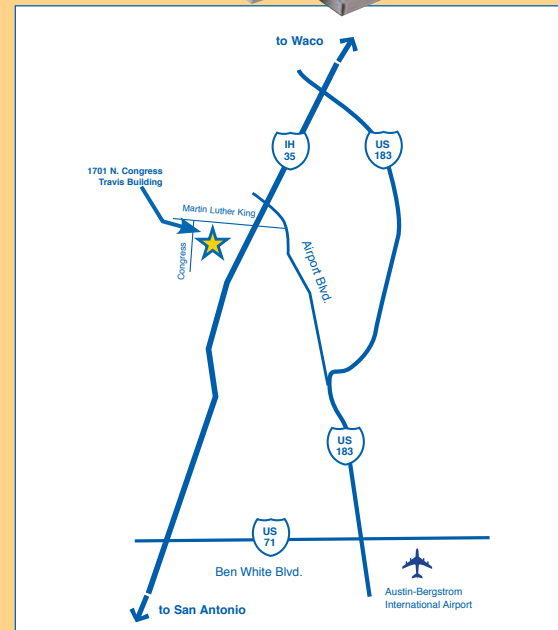 to Waco
IH
35
US
183
1701 N. Congress
Travis Building
Martin Luther King
Congress
Airport Blvd.
US
183
US
71
Ben White Blvd.
Austin-Bergstrom
International Airport
to San Antonio